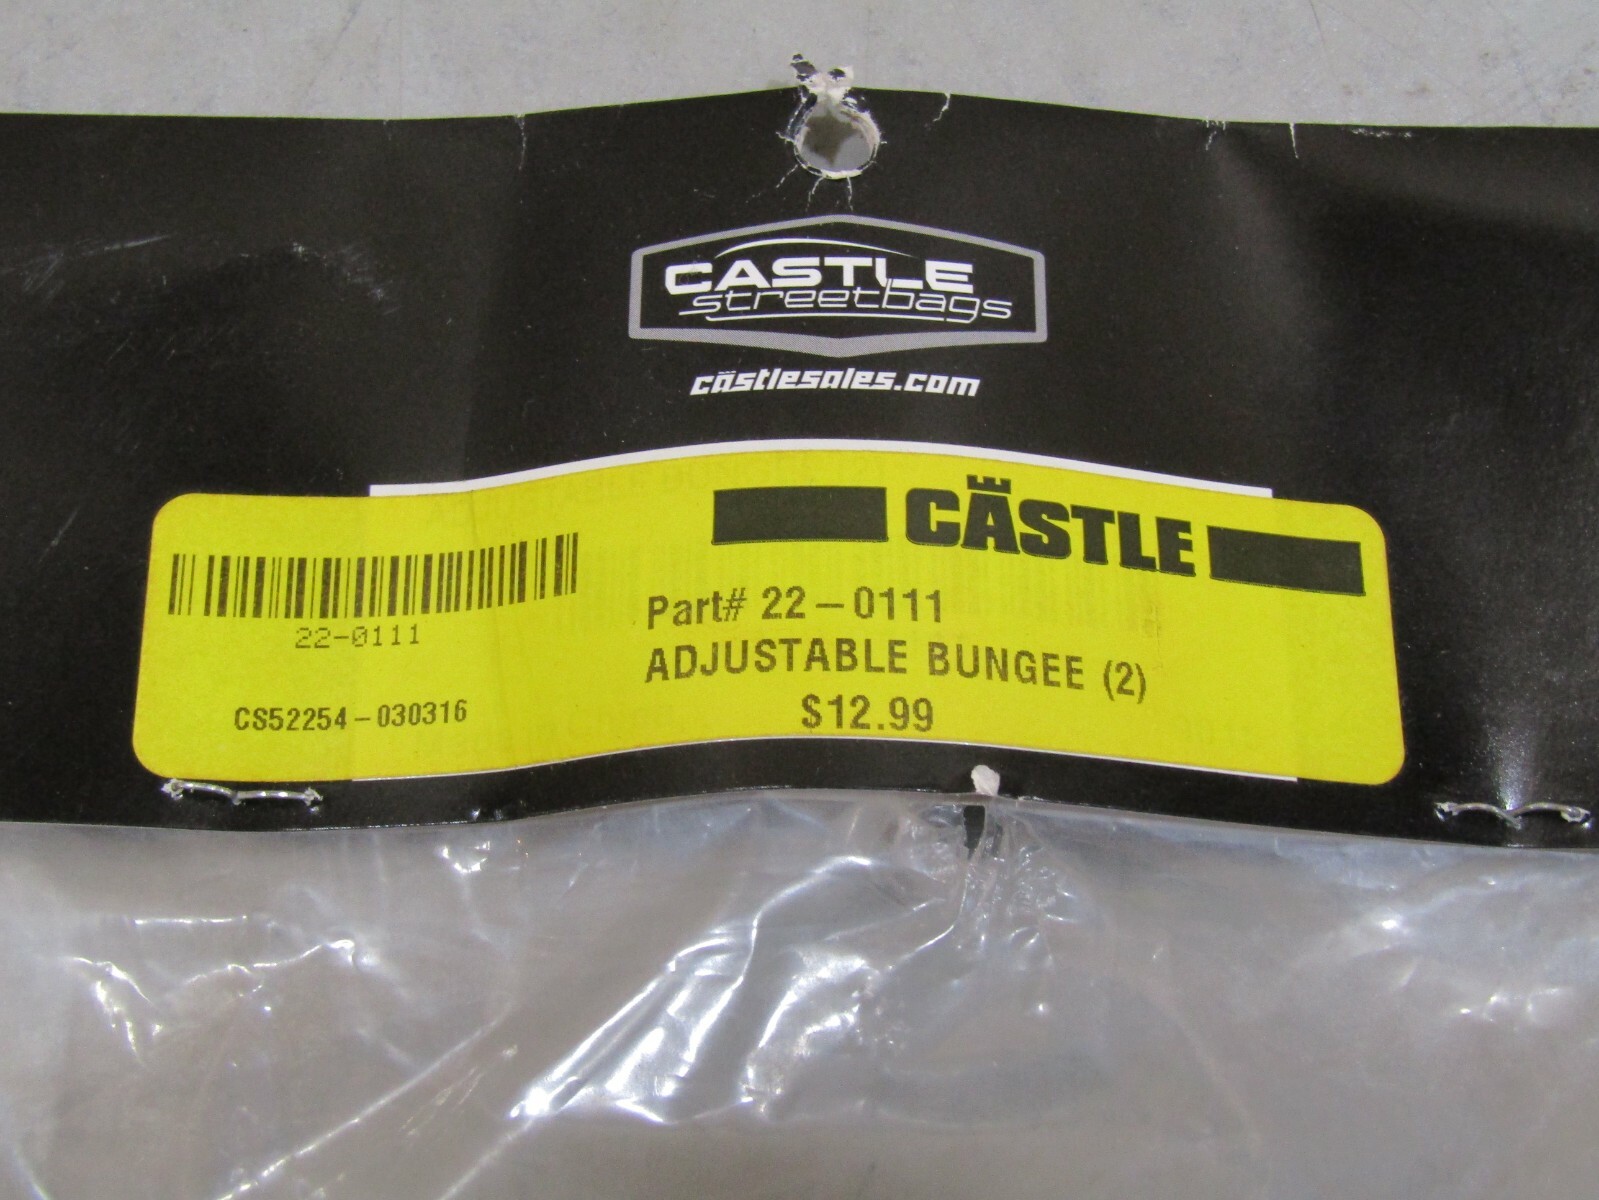 CASTLE
streetbags
castlesales.com
CASTLE
22-0111
Part# 22-0111
ADJUSTABLE BUNGEE (2)
CS52254-030316
$12.99